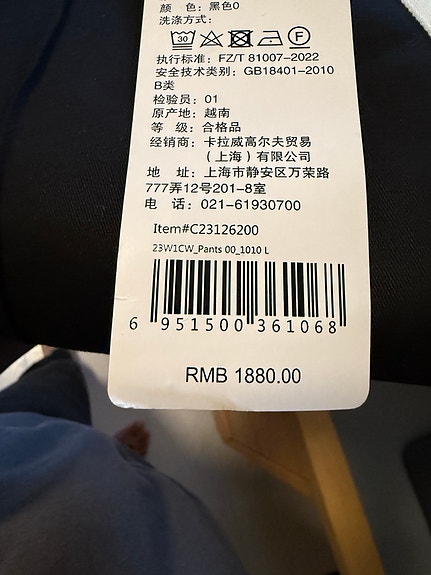 颜 色：黑色0
洗涤方式：
30 F
执行标准：FZ/T 81007-2022
安全技术类别：GB18401-2010
B类
检验员：01
原产地：越南
等 级：合格品
经销商：卡拉威高尔夫贸易
（上海）有限公司
地 址：上海市静安区万荣路
777弄12号201-8室
电 话：021-61930700
Item#C23126200
23W1CW_Pants 00_1010 L
6 951500 361068
RMB 1880.00